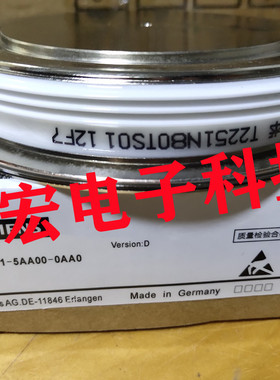 T2251N80TS01 12F7
宏电子科技
Version:D
1-5AA00-0AA0
质量检验合
s AG.DE-11846 Erlangen
Made in Germany